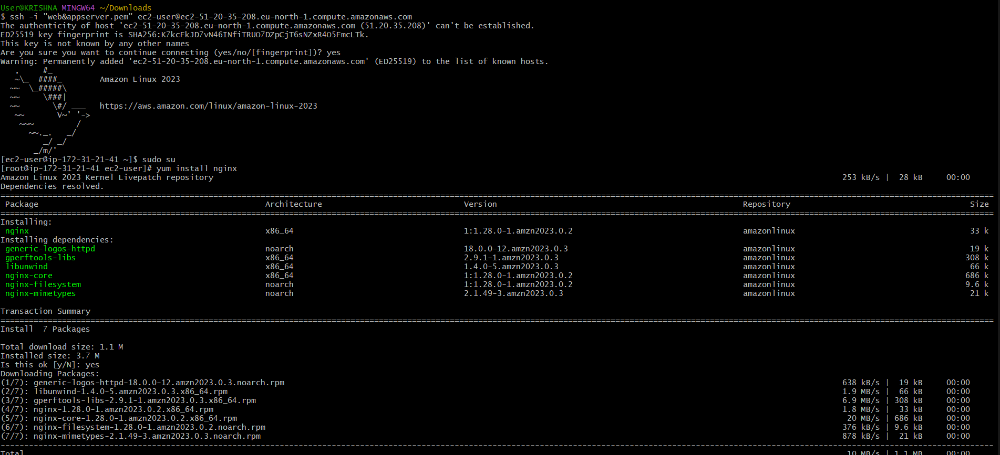 User@KRISHNA MINGW64 ~/Downloads
$ ssh -i "web&appserver.pem" ec2-user@ec2-51-20-35-208.eu-north-1.compute.amazonaws.com
The authenticity of host 'ec2-51-20-35-208.eu-north-1.compute.amazonaws.com (51.20.35.208)' can't be established.
ED25519 key fingerprint is SHA256:K7kcFkJD7vN46INfiTRUO7DZpCjT6sNZxR4O5FmcLTk.
This key is not known by any other names
Are you sure you want to continue connecting (yes/no/[fingerprint])? yes
Warning: Permanently added 'ec2-51-20-35-208.eu-north-1.compute.amazonaws.com' (ED25519) to the list of known hosts.
   ,     #_
   ~\_  ####_        Amazon Linux 2023
  ~~  \_#####\
  ~~     \###|
  ~~       \#/ ___   https://aws.amazon.com/linux/amazon-linux-2023
   ~~       V~' '->
    ~~~         /
      ~~._.   _/
         _/ _/
       _/m/'
[ec2-user@ip-172-31-21-41 ~]$ sudo su
[root@ip-172-31-21-41 ec2-user]# yum install nginx
Amazon Linux 2023 Kernel Livepatch repository 253 kB/s | 28 kB 00:00
Dependencies resolved.
Package Architecture Version Repository Size
Installing:
nginx x86_64 1:1.28.0-1.amzn2023.0.2 amazonlinux 33 k
Installing dependencies:
generic-logos-httpd noarch 18.0.0-12.amzn2023.0.3 amazonlinux 19 k
gperftools-libs x86_64 2.9.1-1.amzn2023.0.3 amazonlinux 308 k
libunwind x86_64 1.4.0-5.amzn2023.0.3 amazonlinux 66 k
nginx-core x86_64 1:1.28.0-1.amzn2023.0.2 amazonlinux 686 k
nginx-filesystem noarch 1:1.28.0-1.amzn2023.0.2 amazonlinux 9.6 k
nginx-mimetypes noarch 2.1.49-3.amzn2023.0.3 amazonlinux 21 k
Transaction Summary
Install  7 Packages
Total download size: 1.1 M
Installed size: 3.7 M
Is this ok [y/N]: yes
Downloading Packages:
(1/7): generic-logos-httpd-18.0.0-12.amzn2023.0.3.noarch.rpm 638 kB/s | 19 kB 00:00
(2/7): libunwind-1.4.0-5.amzn2023.0.3.x86_64.rpm 1.9 MB/s | 66 kB 00:00
(3/7): gperftools-libs-2.9.1-1.amzn2023.0.3.x86_64.rpm 6.9 MB/s | 308 kB 00:00
(4/7): nginx-1.28.0-1.amzn2023.0.2.x86_64.rpm 1.8 MB/s | 33 kB 00:00
(5/7): nginx-core-1.28.0-1.amzn2023.0.2.x86_64.rpm 20 MB/s | 686 kB 00:00
(6/7): nginx-filesystem-1.28.0-1.amzn2023.0.2.noarch.rpm 376 kB/s | 9.6 kB 00:00
(7/7): nginx-mimetypes-2.1.49-3.amzn2023.0.3.noarch.rpm 878 kB/s | 21 kB 00:00
Total 10 MB/s | 1.1 MB 00:00